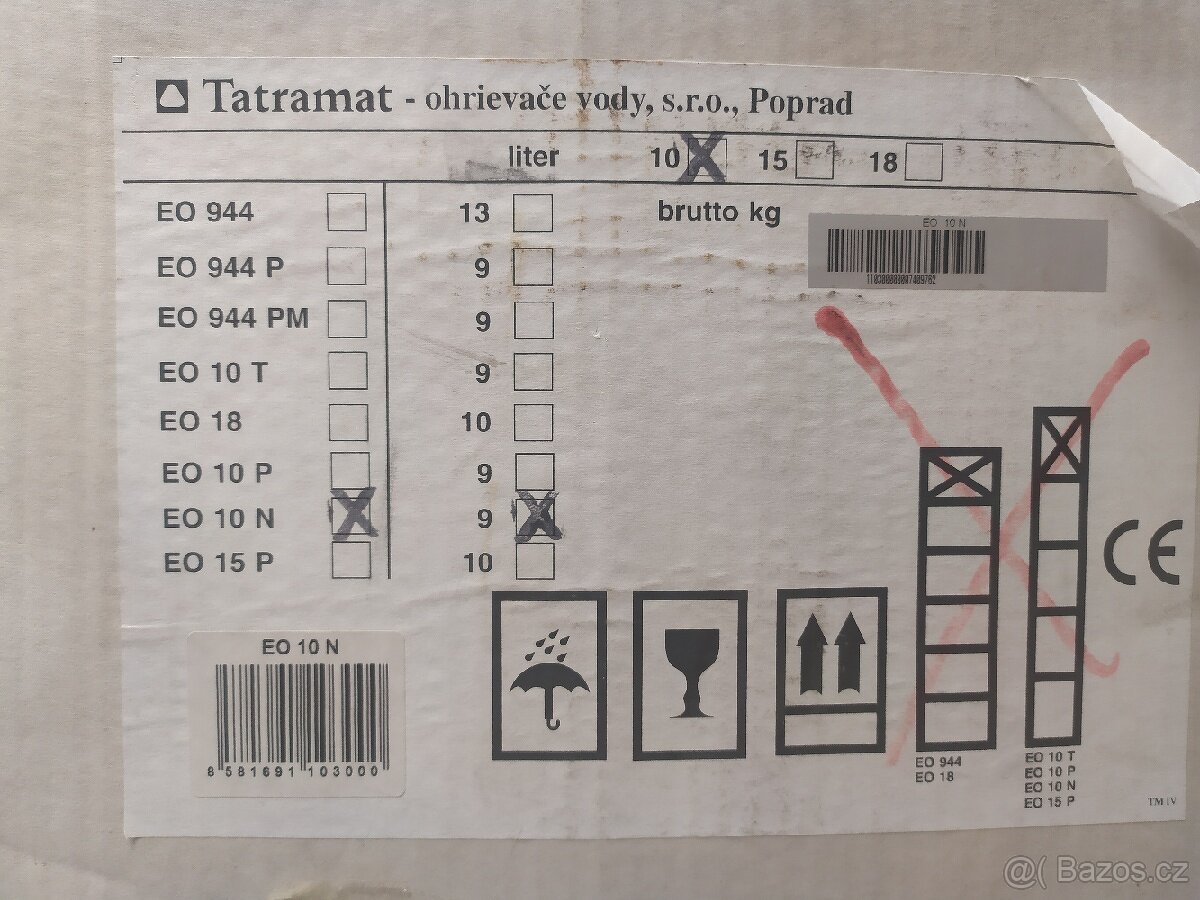 Tatramat - ohrievače vody, s.r.o., Poprad
liter 10 15 18
EO 944 13 brutto kg
EO 10 N
EO 944 P 9
EO 944 PM 9
EO 10 T 9
EO 18 10
EO 10 P 9
EO 10 N 9
EO 15 P 10
CE
EO 10 N
8 581691 103000
EO 944
EO 18
EO 10 T
EO 10 P
EO 10 N
EO 15 P
TM IV
@( Bazos.cz